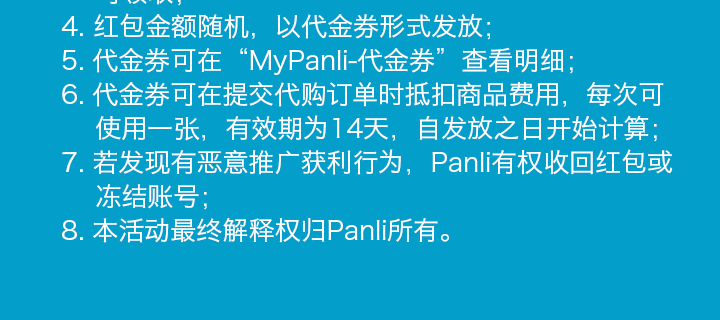 4. 红包金额随机，以代金券形式发放；
5. 代金券可在“MyPanli-代金券”查看明细；
6. 代金券可在提交代购订单时抵扣商品费用，每次可
使用一张，有效期为14天，自发放之日开始计算；
7. 若发现有恶意推广获利行为，Panli有权收回红包或
冻结账号；
8. 本活动最终解释权归Panli所有。